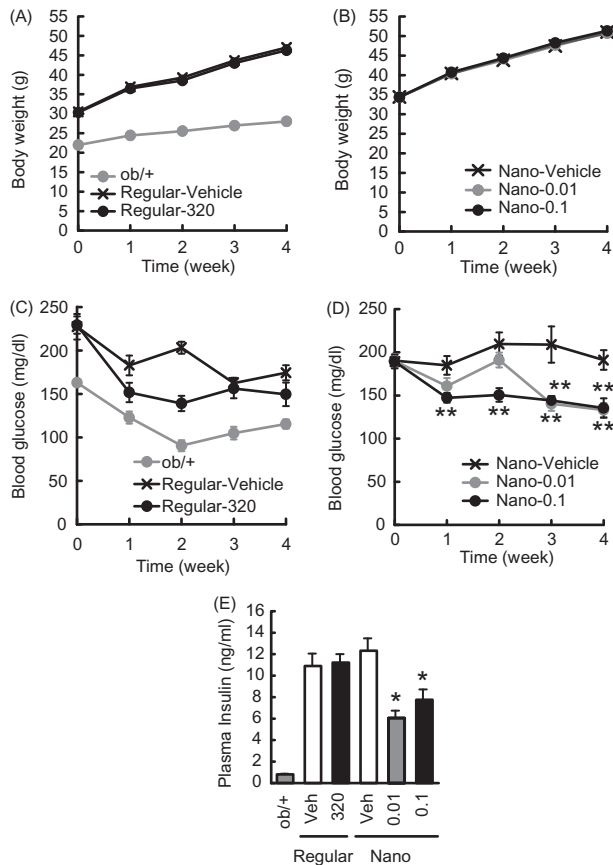 (A)
55
50
45
40
35
30
25
20
15
10
5
0
Body weight (g)
ob/+
Regular-Vehicle
Regular-320
0 1 2 3 4
Time (week)
(B)
55
50
45
40
35
30
25
20
15
10
5
0
Body weight (g)
Nano-Vehicle
Nano-0.01
Nano-0.1
0 1 2 3 4
Time (week)
(C)
250
200
150
100
50
0
Blood glucose (mg/dl)
ob/+
Regular-Vehicle
Regular-320
0 1 2 3 4
Time (week)
(D)
250
200
150
100
50
0
Blood glucose (mg/dl)
** **
** ** ** **
Nano-Vehicle
Nano-0.01
Nano-0.1
0 1 2 3 4
Time (week)
(E)
16
14
12
10
8
6
4
2
0
Plasma Insulin (ng/ml)
* *
ob/+ Veh 320 Veh 0.01 0.1
Regular Nano